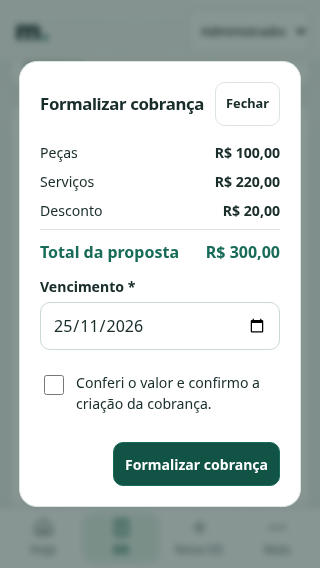 m.
Formalizar cobrança
Fechar
Peças R$ 100,00
Serviços R$ 220,00
Desconto R$ 20,00
Total da proposta R$ 300,00
Vencimento *
25/11/2026
Conferi o valor e confirmo a
criação da cobrança.
Formalizar cobrança